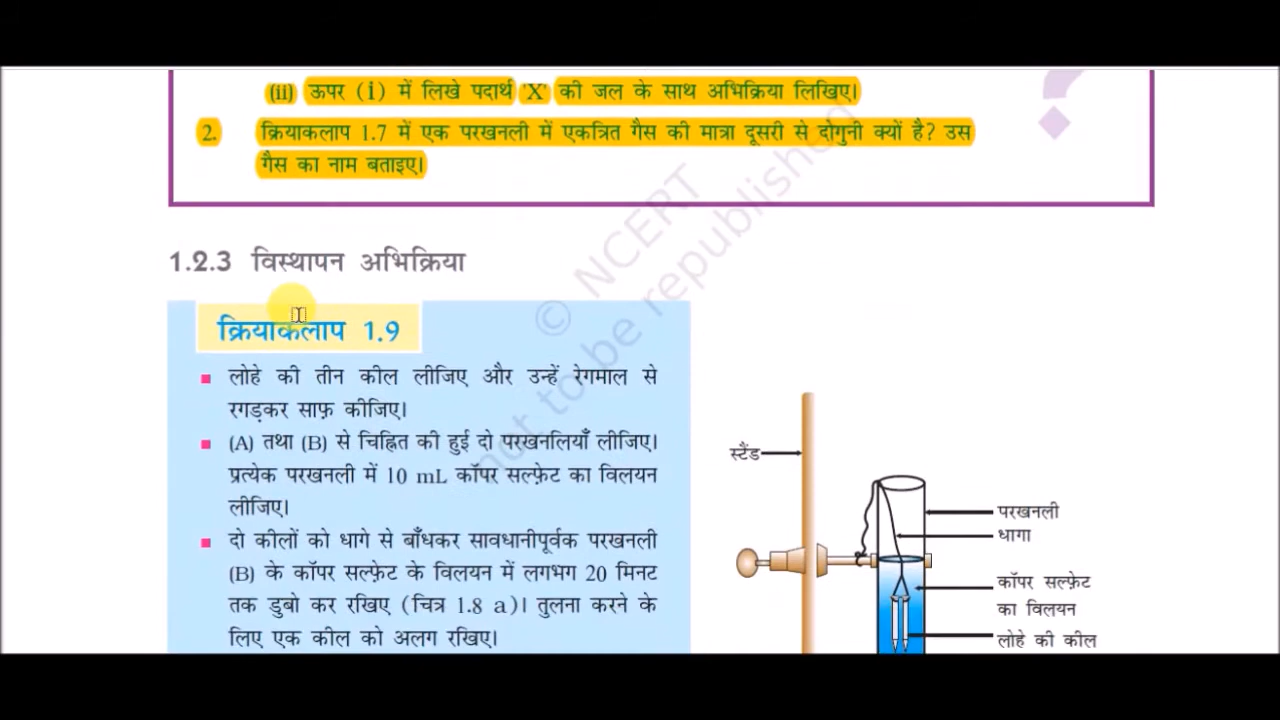 (ii) ऊपर (i) में लिखे पदार्थ 'X' की जल के साथ अभिक्रिया लिखिए।
2. क्रियाकलाप 1.7 में एक परखनली में एकत्रित गैस की मात्रा दूसरी से दोगुनी क्यों है? उस
गैस का नाम बताइए।
1.2.3 विस्थापन अभिक्रिया
क्रियाकलाप 1.9
लोहे की तीन कील लीजिए और उन्हें रेगमाल से
रगड़कर साफ़ कीजिए।
(A) तथा (B) से चिह्नित की हुई दो परखनलियाँ लीजिए।
प्रत्येक परखनली में 10 mL कॉपर सल्फ़ेट का विलयन
लीजिए।
दो कीलों को धागे से बाँधकर सावधानीपूर्वक परखनली
(B) के कॉपर सल्फ़ेट के विलयन में लगभग 20 मिनट
तक डुबो कर रखिए (चित्र 1.8 a)। तुलना करने के
लिए एक कील को अलग रखिए।
स्टैंड
परखनली
धागा
कॉपर सल्फ़ेट
का विलयन
लोहे की कील
© NCERT
not to be republished